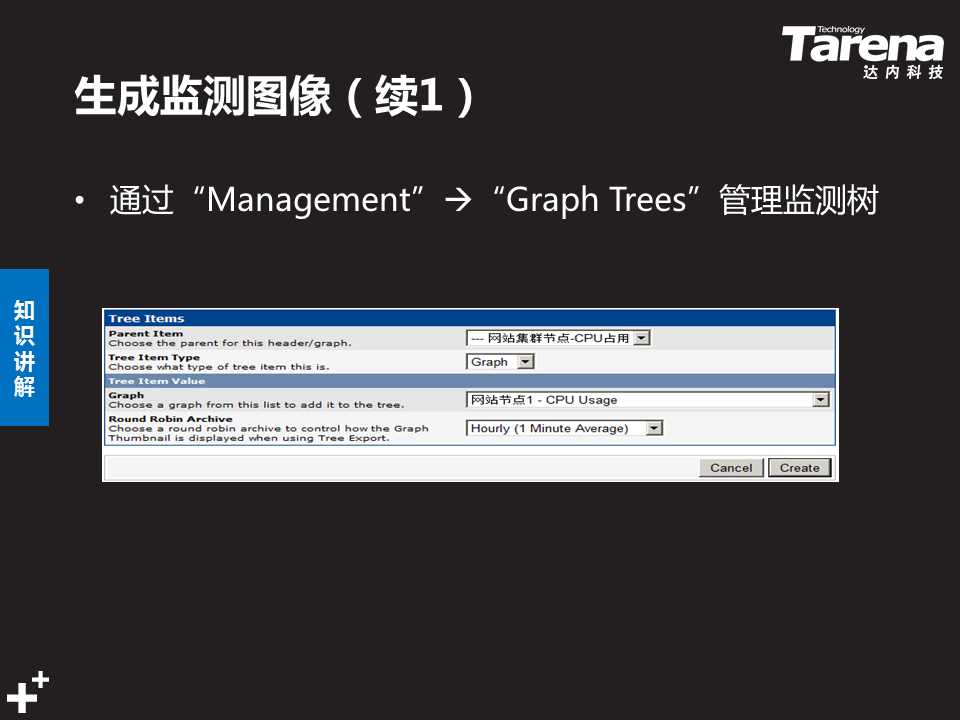 Technology
Tarena
达内科技
生成监测图像（续1）
• 通过“Management”→“Graph Trees”管理监测树
知识讲解
Tree Items
Parent Item
Choose the parent for this header/graph.
--- 网站集群节点-CPU占用
Tree Item Type
Choose what type of tree item this is.
Graph
Tree Item Value
Graph
Choose a graph from this list to add it to the tree.
网站节点1 - CPU Usage
Round Robin Archive
Choose a round robin archive to control how the Graph
Thumbnail is displayed when using Tree Export.
Hourly (1 Minute Average)
Cancel Create